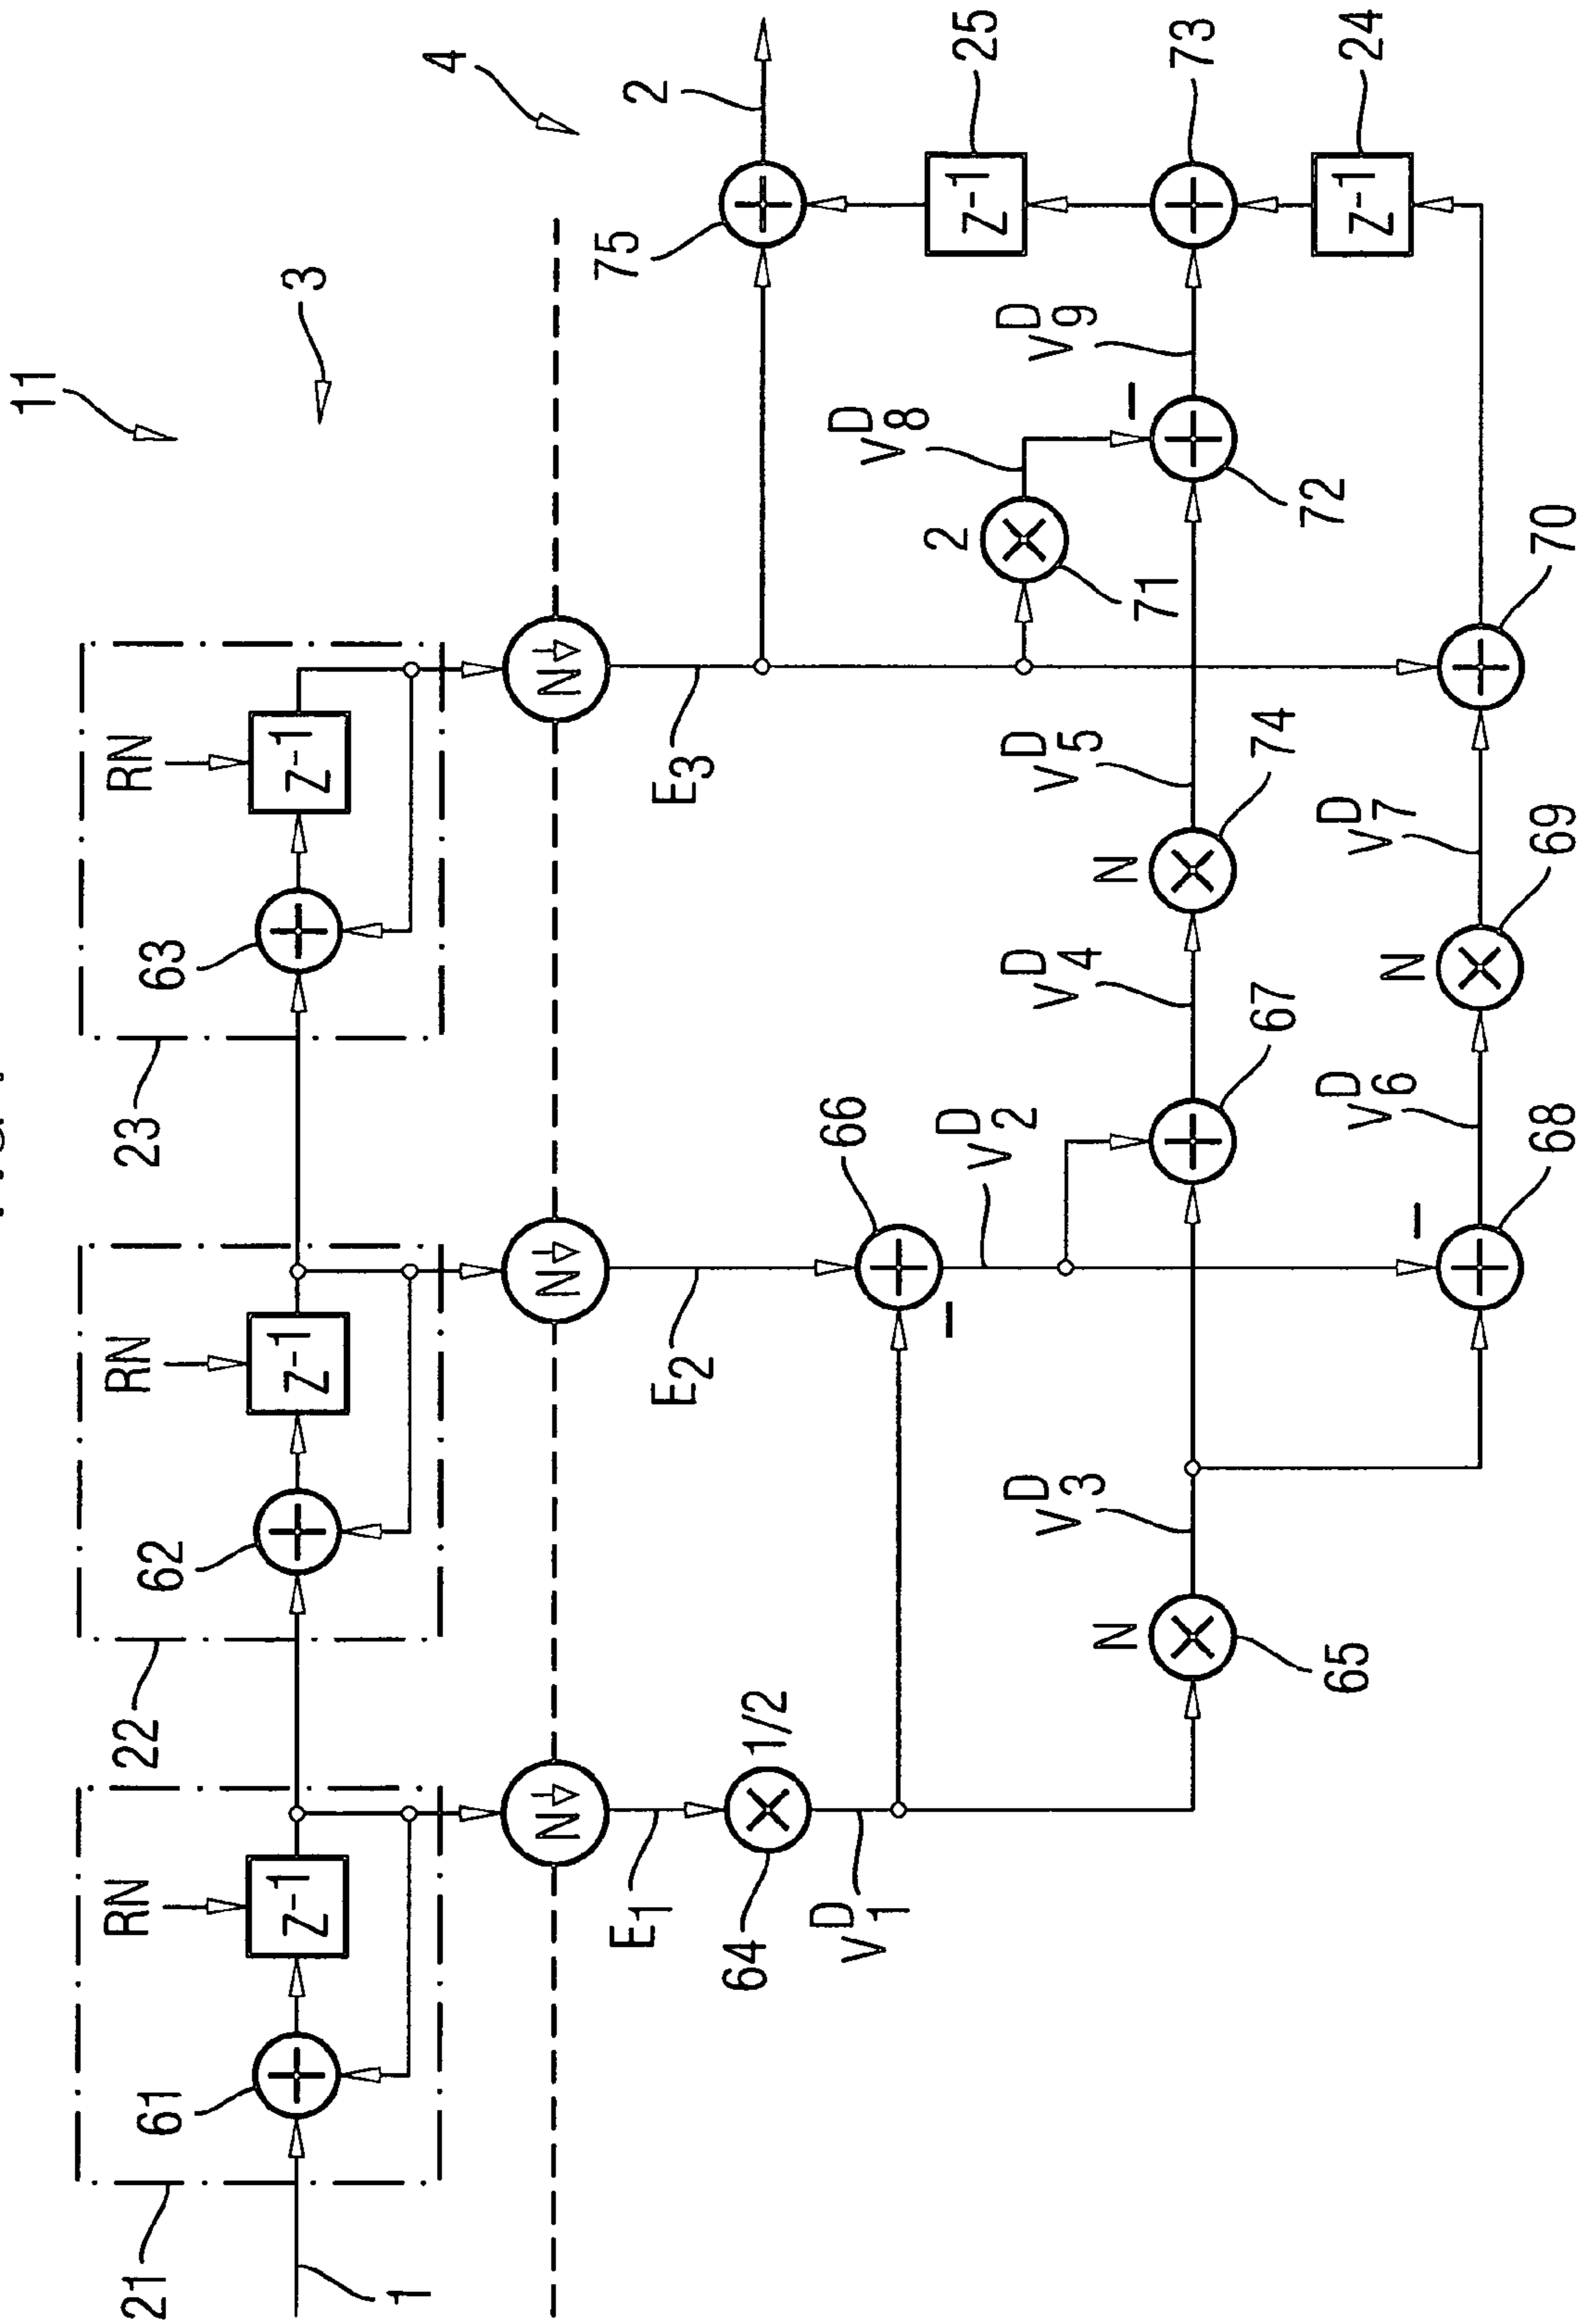 11
3
4
21
22
23
1
61
62
63
RN
RN
RN
z⁻¹
z⁻¹
z⁻¹
N
N
N
E₁
E₂
E₃
64
1/2
V₁ᴰ
66
−
V₂ᴰ
65
N
V₃ᴰ
67
V₄ᴰ
N
74
V₅ᴰ
68
−
V₆ᴰ
N
69
V₇ᴰ
70
2
71
V₈ᴰ
72
−
V₉ᴰ
73
z⁻¹
24
z⁻¹
25
75
2